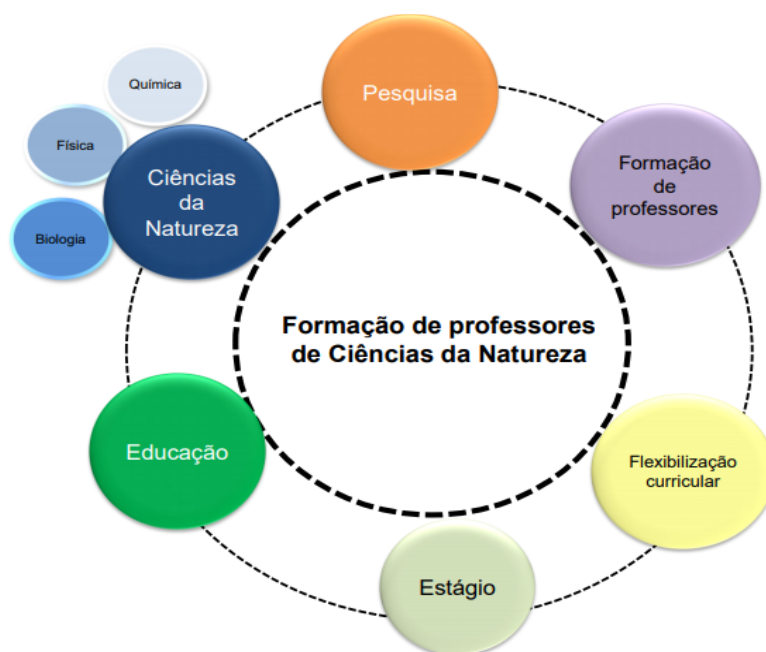 Química
Pesquisa
Física
Formação
de
professores
Ciências
da
Natureza
Biologia
Formação de professores
de Ciências da Natureza
Educação
Flexibilização
curricular
Estágio